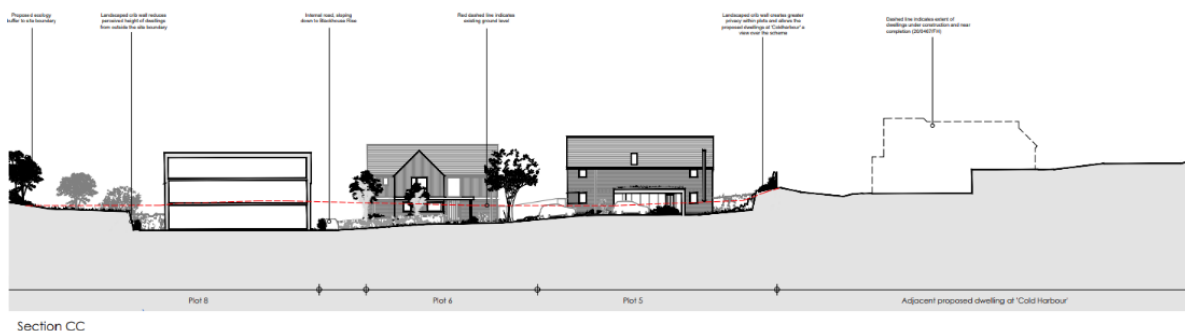 Proposed ecology
buffer to site boundary
Landscaped crib wall reduces
perceived height of dwellings
from outside the site boundary
Internal road, sloping
down to Blackhouse Rise
Red dashed line indicates
existing ground level
Landscaped crib wall creates greater
privacy within plots and allows the
proposed dwellings at 'Coldharbour' a
view over the scheme
Dashed line indicates extent of
dwellings under construction and near
completion (20/0467/FH)
Plot 8
Plot 6
Plot 5
Adjacent proposed dwelling at 'Cold Harbour'
Section CC